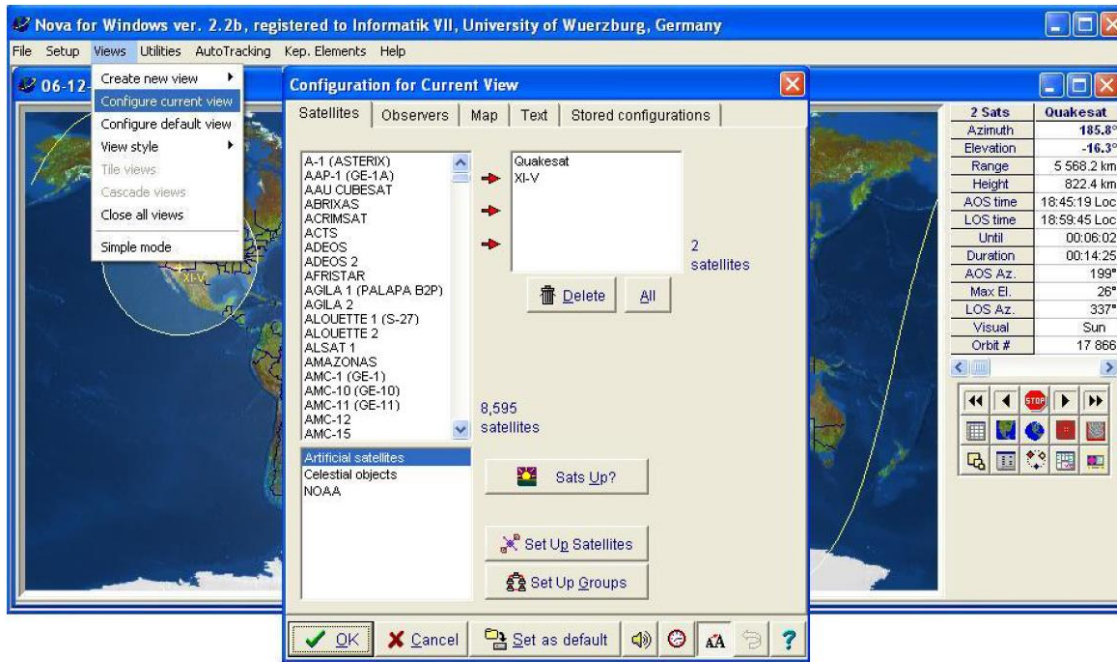 Nova for Windows ver. 2.2b, registered to Informatik VII, University of Wuerzburg, Germany
File Setup Views Utilities AutoTracking Kep. Elements Help
06-12-
Create new view
Configure current view
Configure default view
View style
Tile views
Cascade views
Close all views
Simple mode
XI-V
Configuration for Current View
Satellites Observers Map Text Stored configurations
A-1 (ASTERIX)
AAP-1 (GE-1A)
AAU CUBESAT
ABRIXAS
ACRIMSAT
ACTS
ADEOS
ADEOS 2
AFRISTAR
AGILA 1 (PALAPA B2P)
AGILA 2
ALOUETTE 1 (S-27)
ALOUETTE 2
ALSAT 1
AMAZONAS
AMC-1 (GE-1)
AMC-10 (GE-10)
AMC-11 (GE-11)
AMC-12
AMC-15
8,595
satellites
Quakesat
XI-V
2
satellites
Delete All
Artificial satellites
Celestial objects
NOAA
Sats Up?
Set Up Satellites
Set Up Groups
OK Cancel Set as default ?
2 Sats Quakesat
Azimuth 185.8°
Elevation -16.3°
Range 5 568.2 km
Height 822.4 km
AOS time 18:45:19 Loc
LOS time 18:59:45 Loc
Until 00:06:02
Duration 00:14:25
AOS Az. 199°
Max El. 26°
LOS Az. 337°
Visual Sun
Orbit # 17 866
STOP